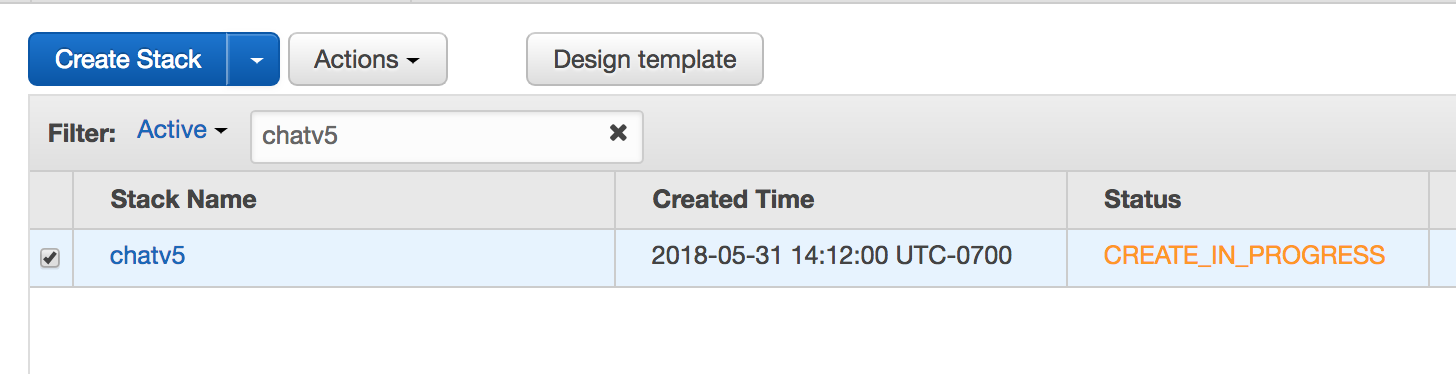 Create Stack Actions Design template
Filter: Active chatv5
Stack Name Created Time Status
chatv5 2018-05-31 14:12:00 UTC-0700 CREATE_IN_PROGRESS